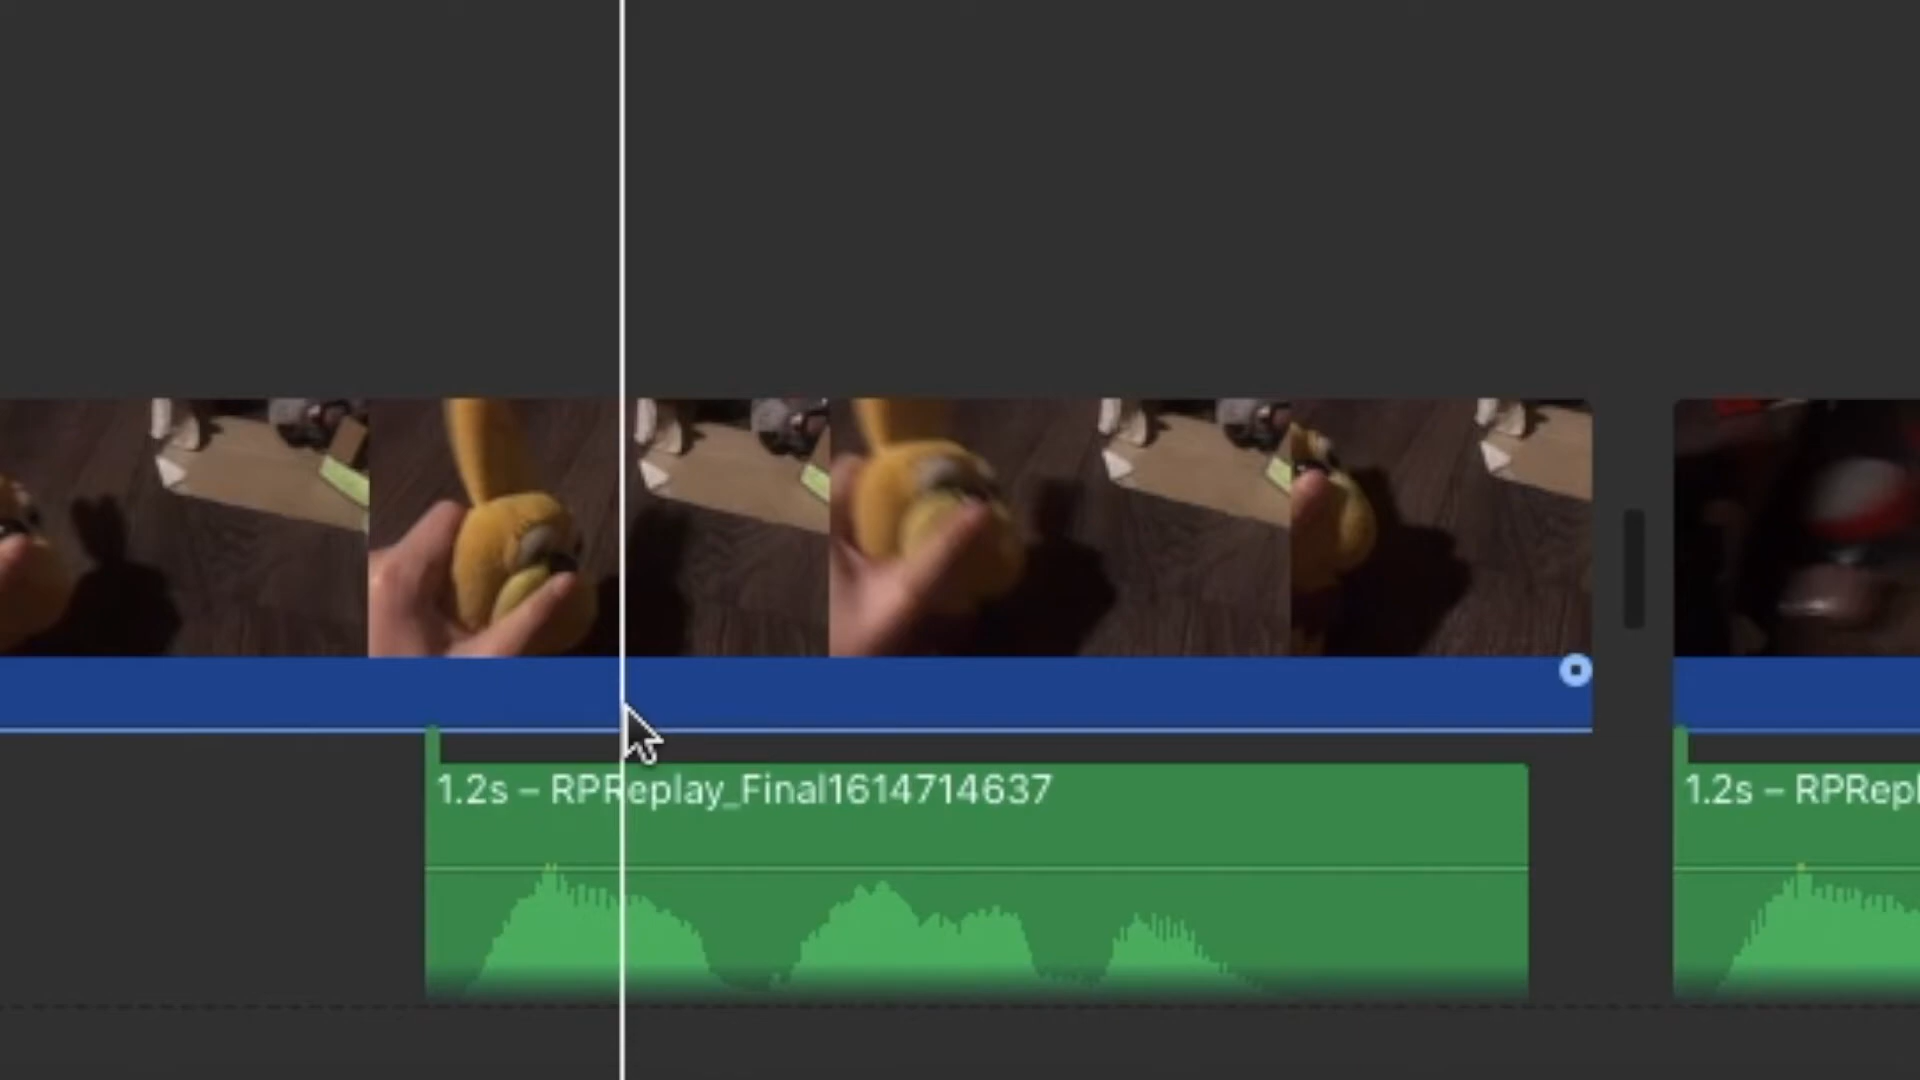 1.2s – RPReplay_Final1614714637
1.2s – RPRepl